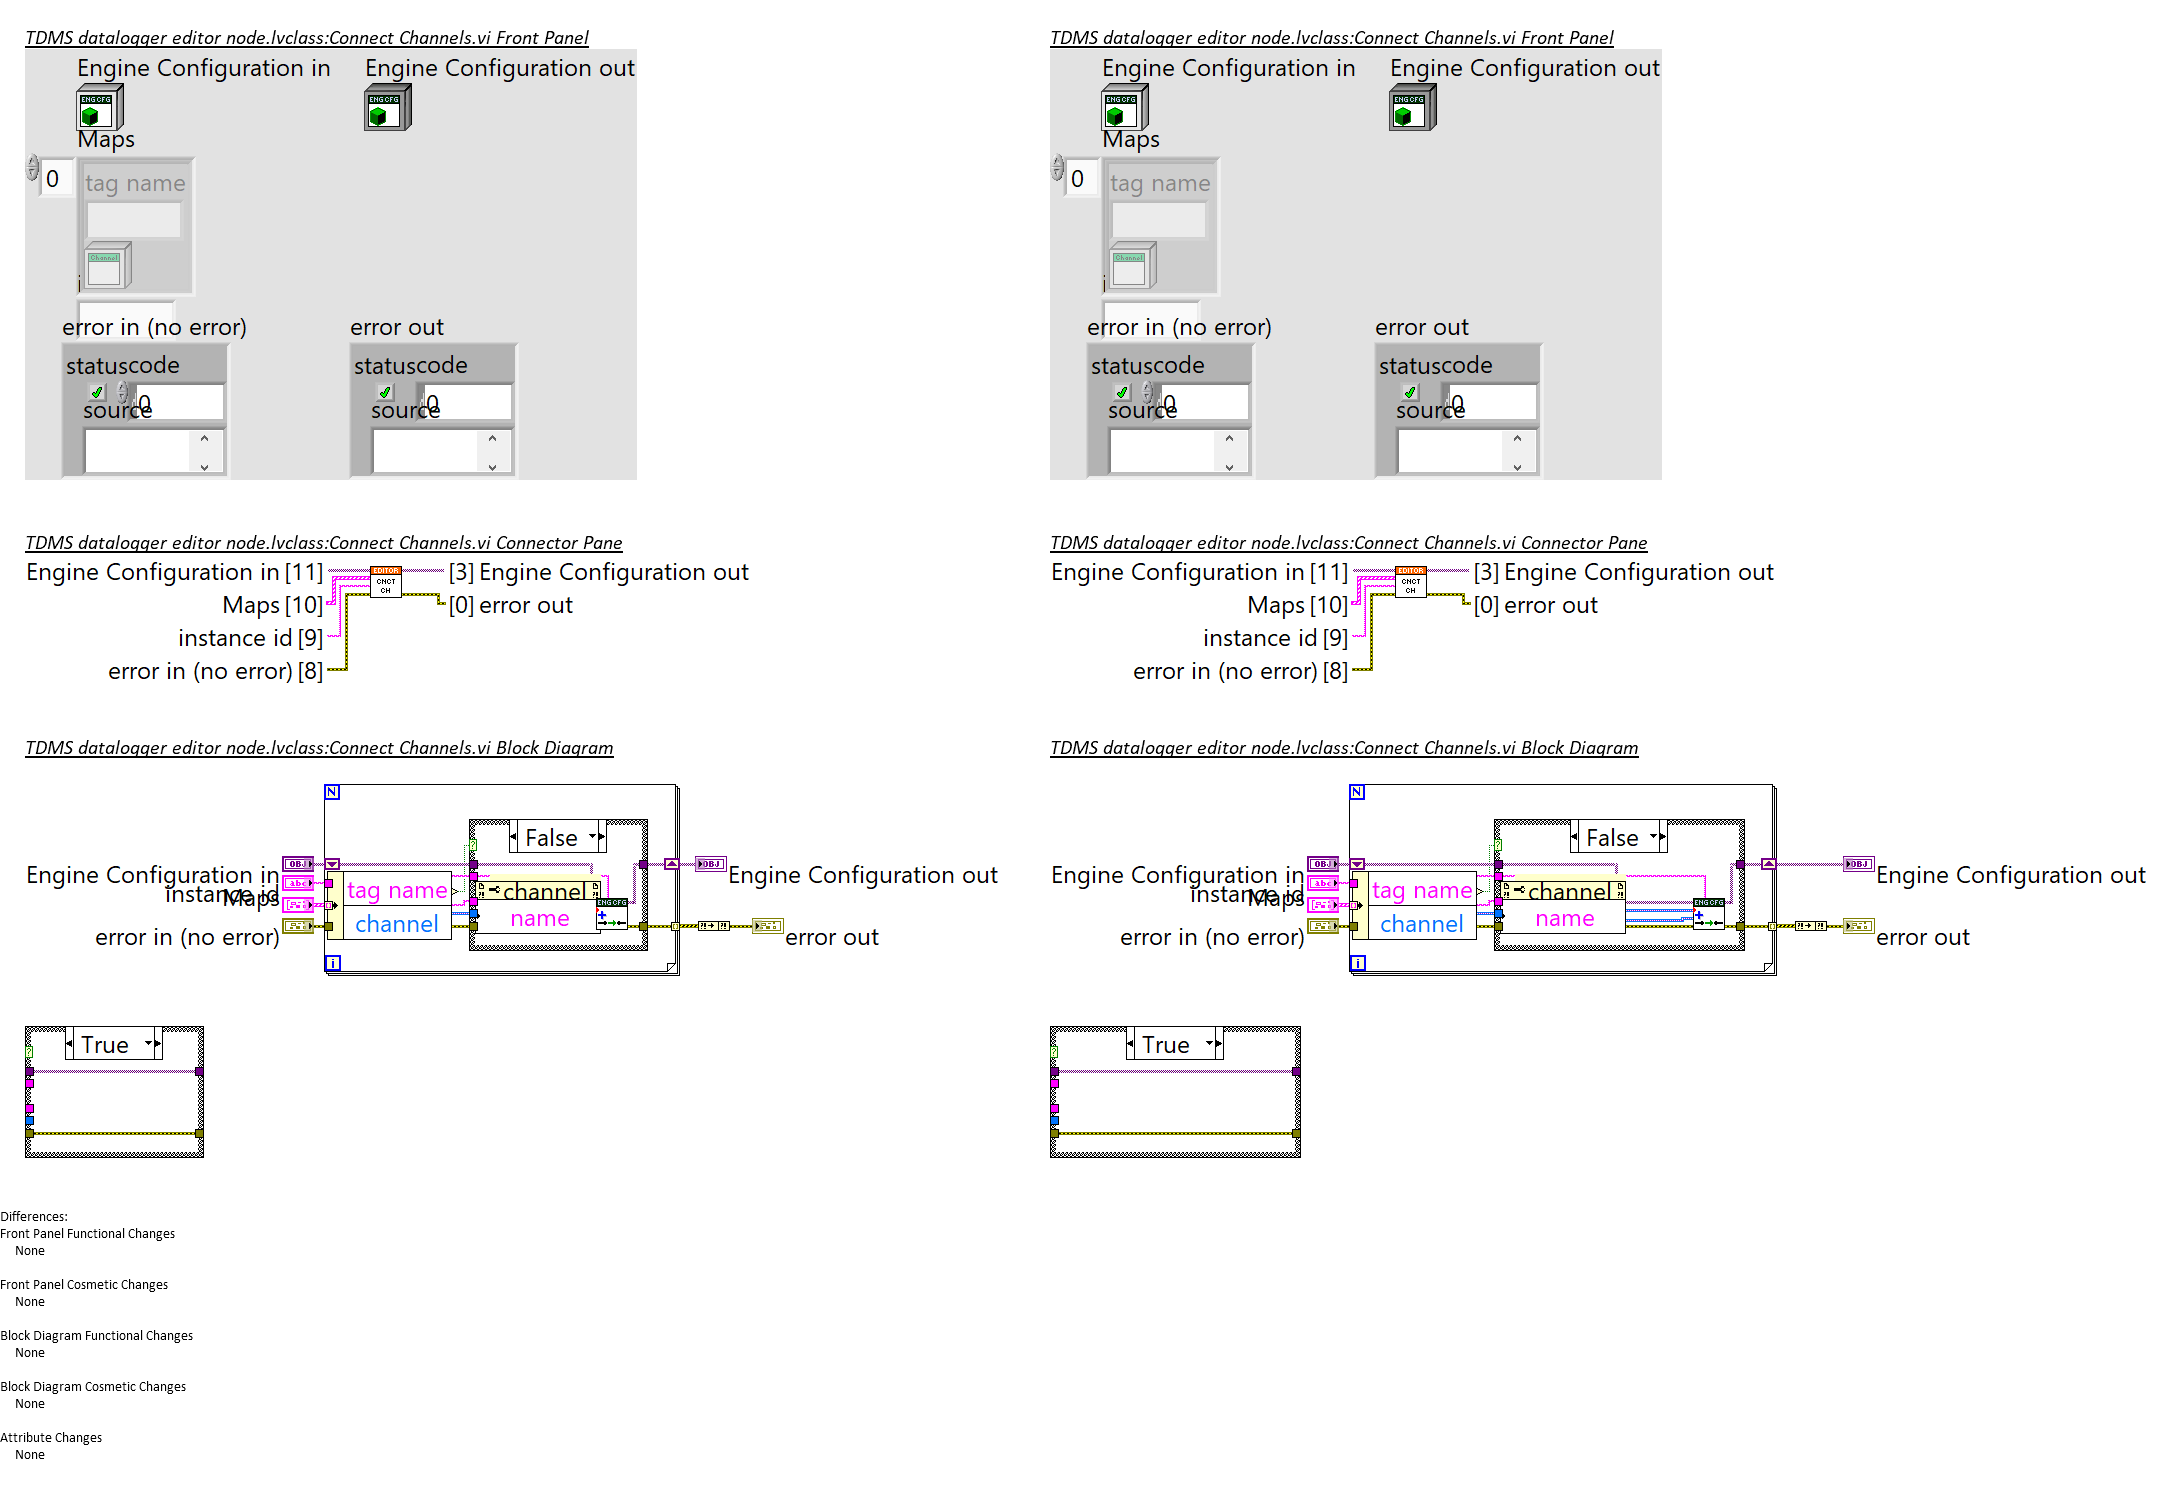 TDMS datalogger editor node.lvclass:Connect Channels.vi Front Panel
Engine Configuration in
Engine Configuration out
ENG CFG
ENG CFG
Maps
0
tag name
Channel
i
error in (no error)
error out
status code
status code
0
0
source
source
TDMS datalogger editor node.lvclass:Connect Channels.vi Connector Pane
Engine Configuration in [11]
[3] Engine Configuration out
EDITOR
CNCT
CH
Maps [10]
[0] error out
instance id [9]
error in (no error) [8]
TDMS datalogger editor node.lvclass:Connect Channels.vi Block Diagram
N
False
Engine Configuration in
OBJ
OBJ
Engine Configuration out
instance id
abc
Maps
tag name
channel
channel
name
ENG CFG
error in (no error)
error out
i
True
TDMS datalogger editor node.lvclass:Connect Channels.vi Front Panel
Engine Configuration in
Engine Configuration out
ENG CFG
ENG CFG
Maps
0
tag name
Channel
i
error in (no error)
error out
status code
status code
0
0
source
source
TDMS datalogger editor node.lvclass:Connect Channels.vi Connector Pane
Engine Configuration in [11]
[3] Engine Configuration out
EDITOR
CNCT
CH
Maps [10]
[0] error out
instance id [9]
error in (no error) [8]
TDMS datalogger editor node.lvclass:Connect Channels.vi Block Diagram
N
False
Engine Configuration in
OBJ
OBJ
Engine Configuration out
instance id
abc
Maps
tag name
channel
channel
name
ENG CFG
error in (no error)
error out
i
True
Differences:
Front Panel Functional Changes
None
Front Panel Cosmetic Changes
None
Block Diagram Functional Changes
None
Block Diagram Cosmetic Changes
None
Attribute Changes
None